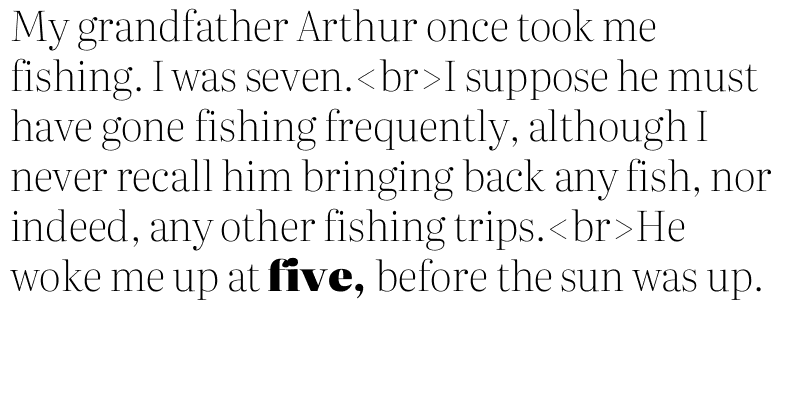 My grandfather Arthur once took me
fishing. I was seven.<br>I suppose he must
have gone fishing frequently, although I
never recall him bringing back any fish, nor
indeed, any other fishing trips.<br>He
woke me up at five, before the sun was up.